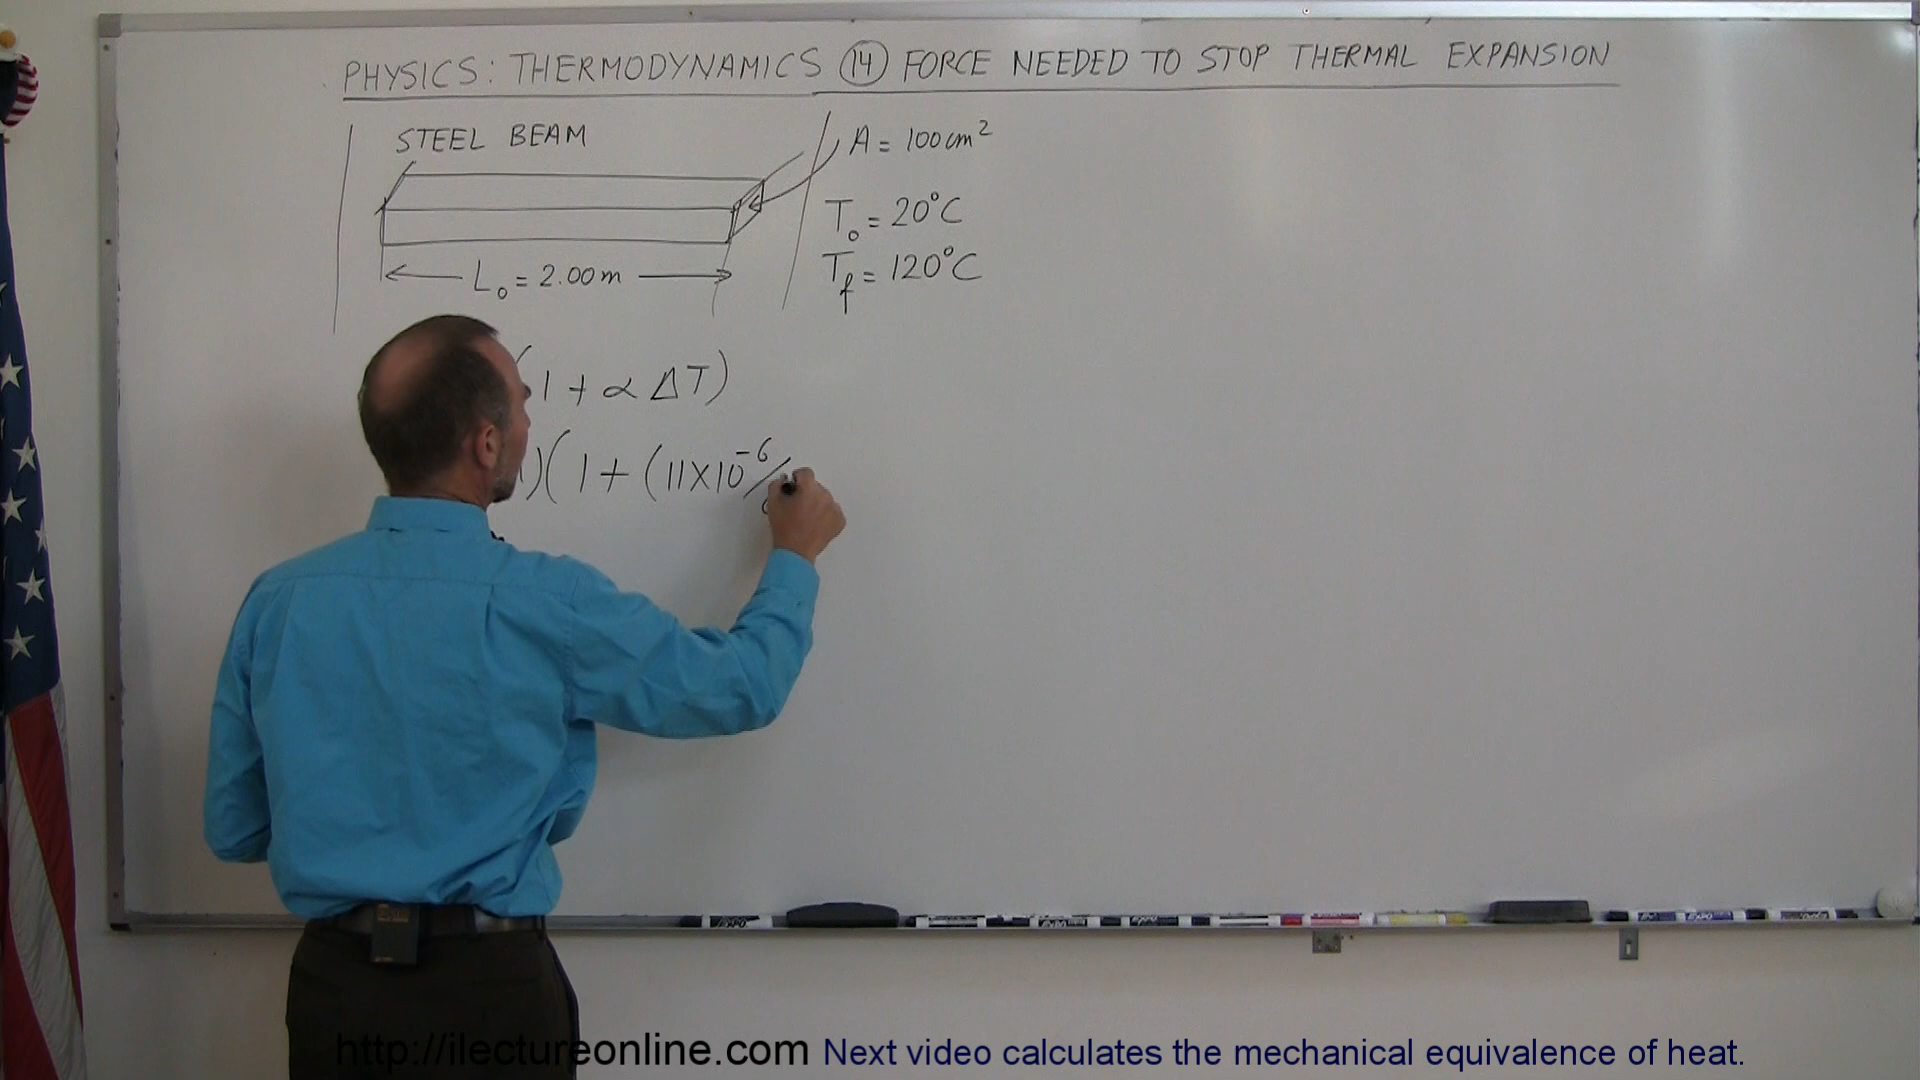 PHYSICS: THERMODYNAMICS 14 FORCE NEEDED TO STOP THERMAL EXPANSION
STEEL BEAM
A = 100 cm²
T₀ = 20°C
T_f = 120°C
L₀ = 2.00 m
(1 + α ΔT)
)(1 + (11×10⁻⁶/
EXPO
http://ilectureonline.com Next video calculates the mechanical equivalence of heat.